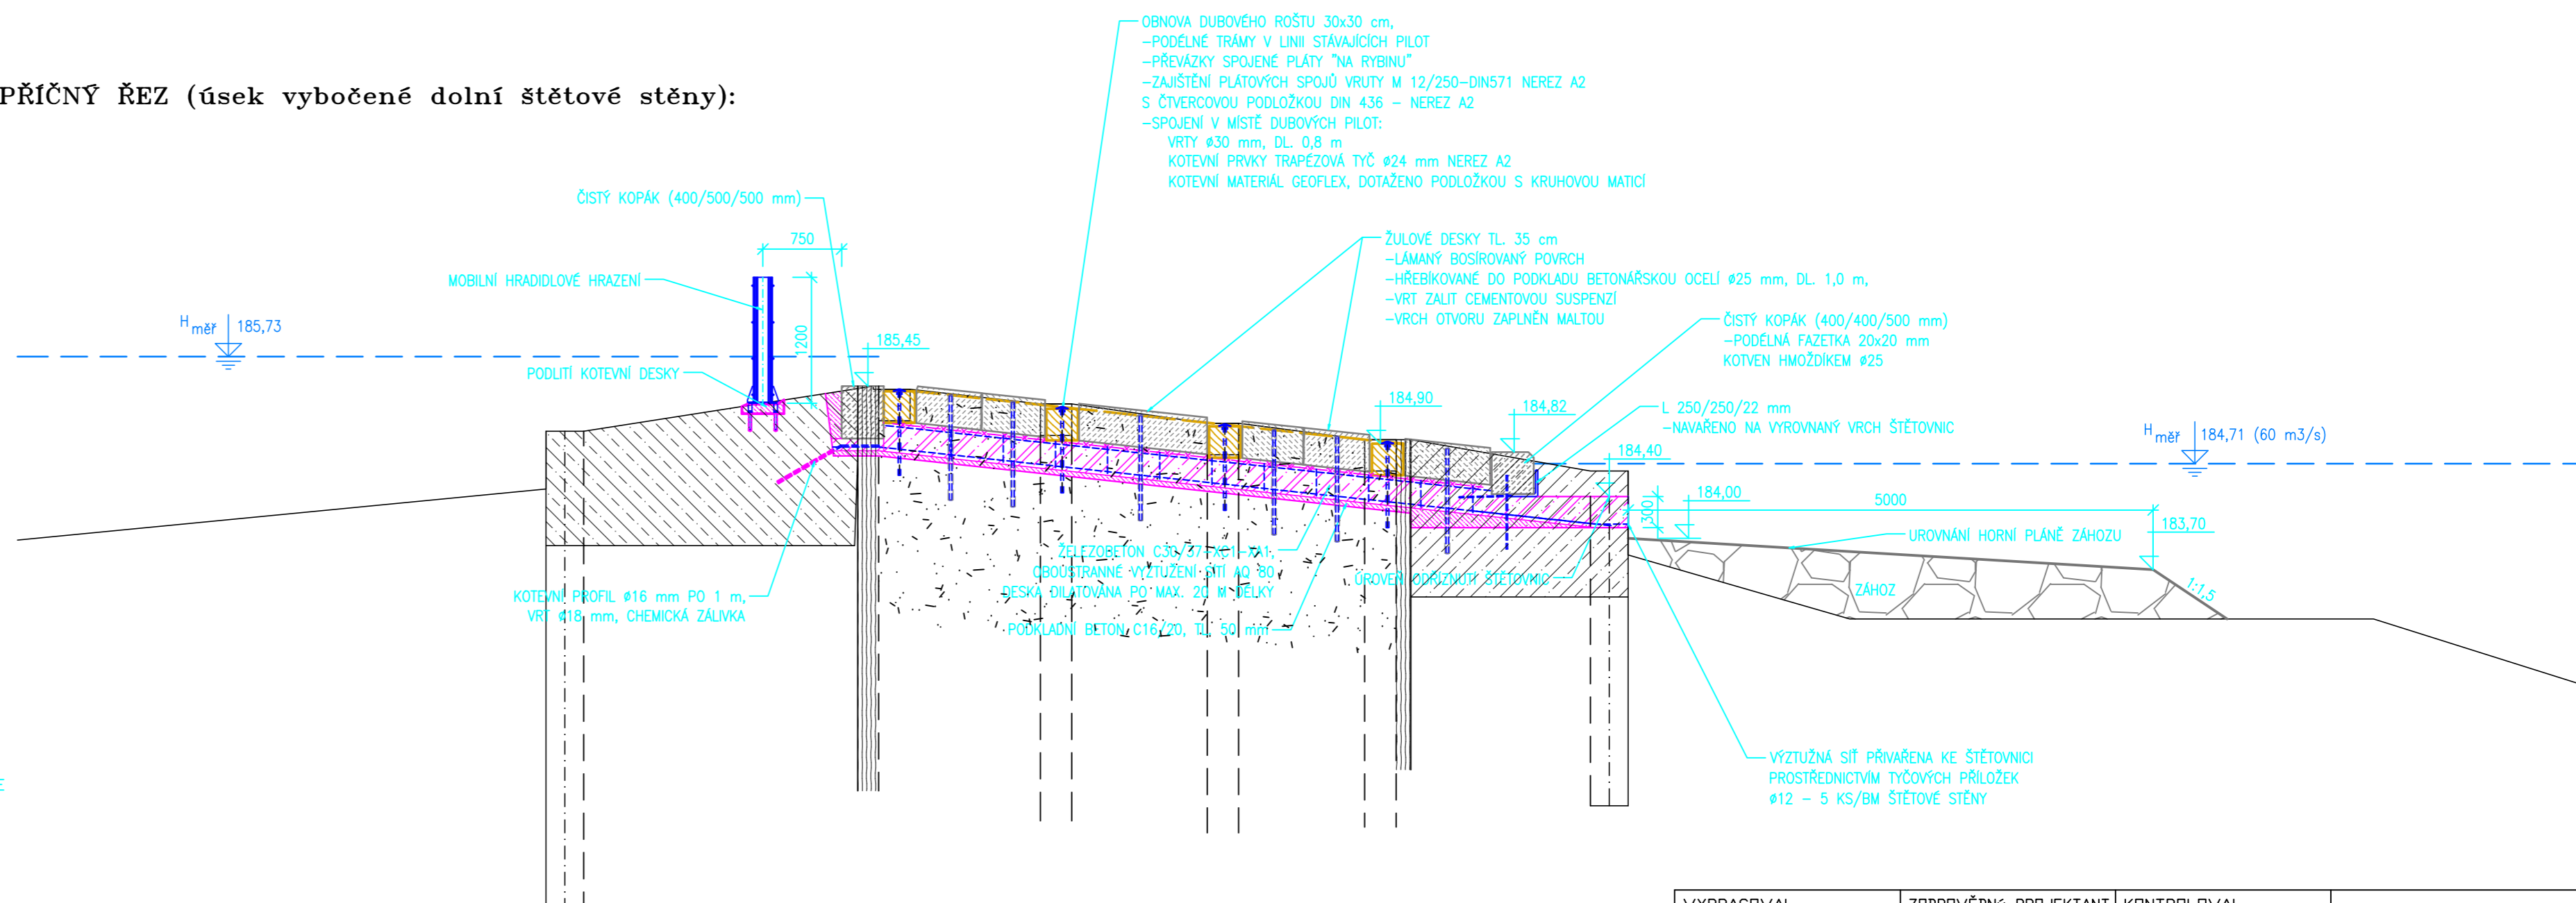 PŘÍČNÝ ŘEZ (úsek vybočené dolní štětové stěny):
OBNOVA DUBOVÉHO ROŠTU 30x30 cm,
-PODÉLNÉ TRÁMY V LINII STÁVAJÍCÍCH PILOT
-PŘEVÁZKY SPOJENÉ PLÁTY "NA RYBINU"
-ZAJIŠTĚNÍ PLÁTOVÝCH SPOJŮ VRUTY M 12/250-DIN571 NEREZ A2
S ČTVERCOVOU PODLOŽKOU DIN 436 - NEREZ A2
-SPOJENÍ V MÍSTĚ DUBOVÝCH PILOT:
VRTY ø30 mm, DL. 0,8 m
KOTEVNÍ PRVKY TRAPÉZOVÁ TYČ ø24 mm NEREZ A2
KOTEVNÍ MATERIÁL GEOFLEX, DOTAŽENO PODLOŽKOU S KRUHOVOU MATICÍ
ČISTÝ KOPÁK (400/500/500 mm)
750
MOBILNÍ HRADIDLOVÉ HRAZENÍ
1200
H měř 185,73
PODLITÍ KOTEVNÍ DESKY
185,45
ŽULOVÉ DESKY TL. 35 cm
-LÁMANÝ BOSÍROVANÝ POVRCH
-HŘEBÍKOVANÉ DO PODKLADU BETONÁŘSKOU OCELÍ ø25 mm, DL. 1,0 m,
-VRT ZALIT CEMENTOVOU SUSPENZÍ
-VRCH OTVORU ZAPLNĚN MALTOU
ČISTÝ KOPÁK (400/400/500 mm)
-PODÉLNÁ FAZETKA 20x20 mm
KOTVEN HMOŽDÍKEM ø25
184,90
184,82
L 250/250/22 mm
-NAVAŘENO NA VYROVNANÝ VRCH ŠTĚTOVNIC
184,40
H měř 184,71 (60 m3/s)
300
184,00
5000
183,70
UROVNÁNÍ HORNÍ PLÁNĚ ZÁHOZU
ZÁHOZ
1:1,5
ŽELEZOBETON C30/37-XC1-XA1,
OBOUSTRANNÉ VYZTUŽENÍ SÍTÍ AQ 80,
DESKA DILATOVÁNA PO MAX. 20 M DÉLKY
ÚROVEŇ ODŘÍZNUTÍ ŠTĚTOVNIC
PODKLADNÍ BETON C16/20, TL. 50 mm
KOTEVNÍ PROFIL ø16 mm PO 1 m,
VRT ø18 mm, CHEMICKÁ ZÁLIVKA
VÝZTUŽNÁ SÍŤ PŘIVAŘENA KE ŠTĚTOVNICI
PROSTŘEDNICTVÍM TYČOVÝCH PŘÍLOŽEK
ø12 - 5 KS/BM ŠTĚTOVÉ STĚNY
E
VYPRACOVAL
ZODPOVĚDNÝ PROJEKTANT
KONTROLOVAL